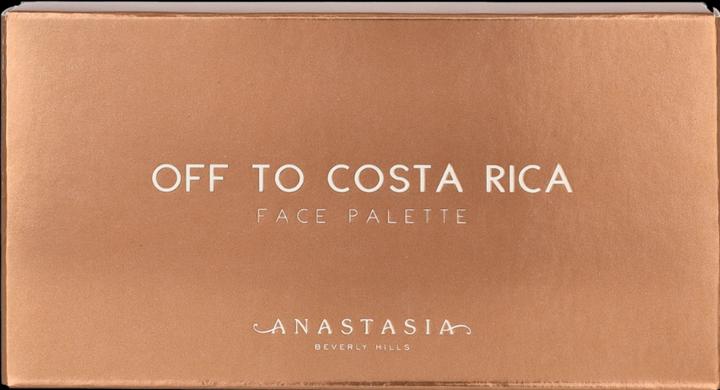 OFF TO COSTA RICA
FACE PALETTE
ANASTASIA
BEVERLY HILLS